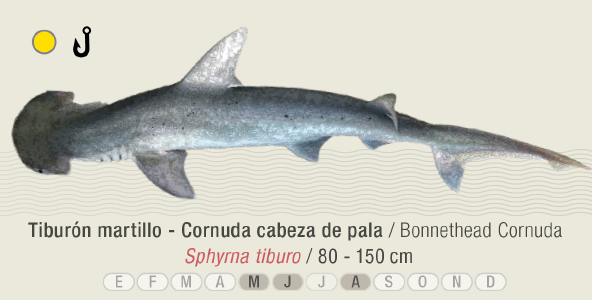 Tiburón martillo - Cornuda cabeza de pala / Bonnethead Cornuda
Sphyrna tiburo / 80 - 150 cm
E F M A M J J A S O N D